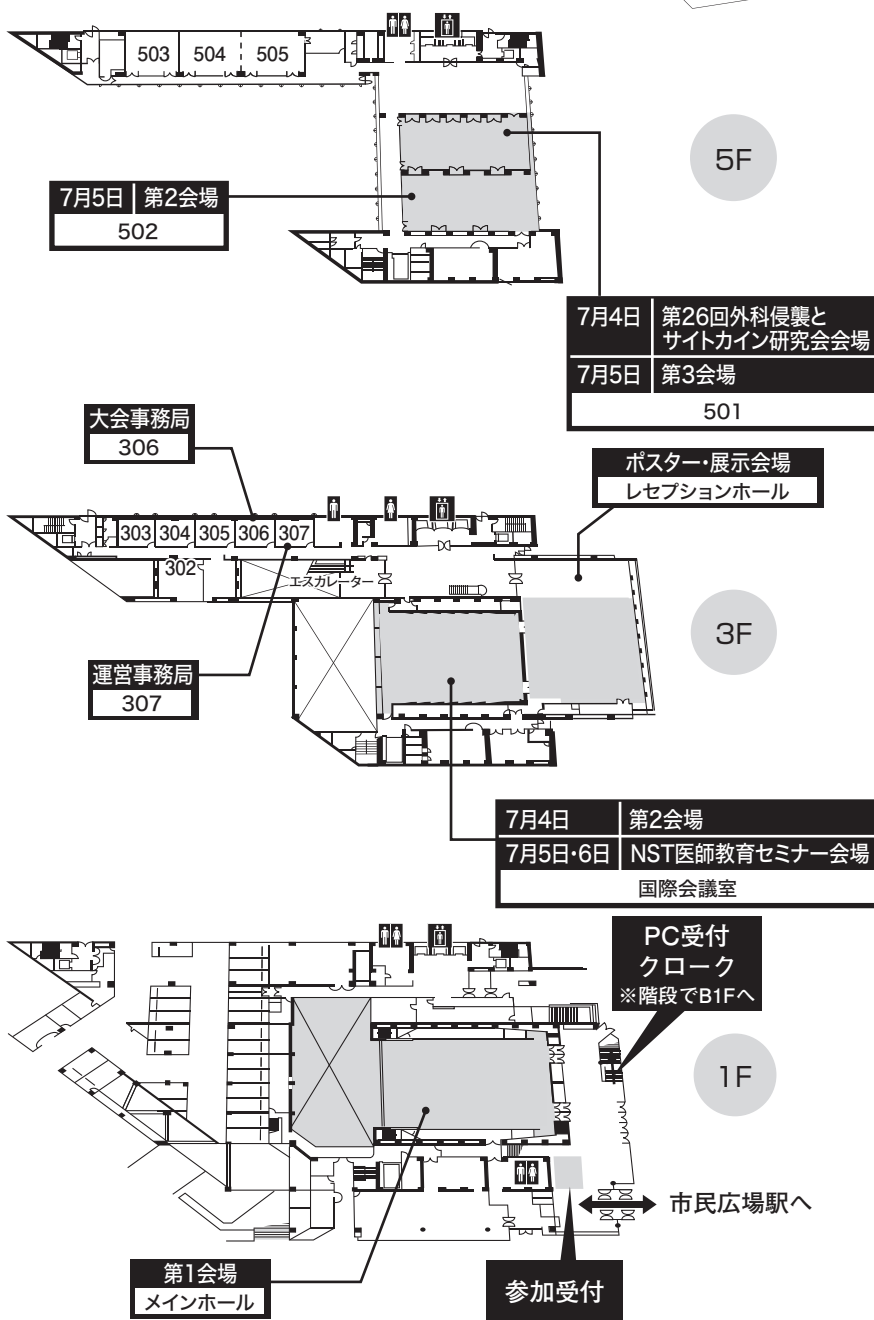 503 504 505
5F
7月5日 第2会場
502
7月4日 第26回外科侵襲と
サイトカイン研究会会場
7月5日 第3会場
501
大会事務局
306
ポスター・展示会場
レセプションホール
303 304 305 306 307
302
エスカレーター
3F
運営事務局
307
7月4日 第2会場
7月5日・6日 NST医師教育セミナー会場
国際会議室
PC受付
クローク
※階段でB1Fへ
1F
市民広場駅へ
第1会場
メインホール
参加受付